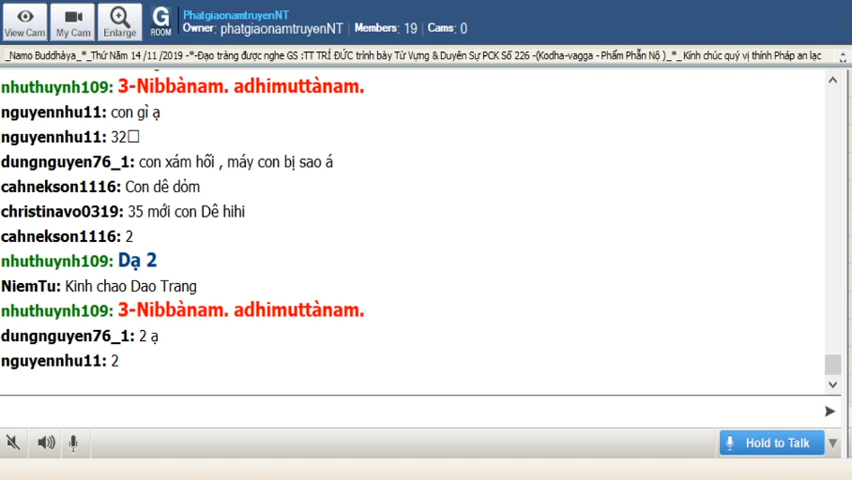 PhatgiaonamtruyenNT
Owner: phatgiaonamtruyenNT Members: 19 Cams: 0
View Cam My Cam Enlarge G ROOM
_Namo Buddhàya_*_Thứ Năm 14 /11 /2019 -*-Đạo tràng được nghe GS :TT TRÍ ĐỨC trình bày Từ Vựng & Duyên Sự PCK Số 226 -(Kodha-vagga - Phẩm Phẫn Nộ )_*_ Kính chúc quý vị thính Pháp an lạc
nhuthuynh109: 3-Nibbànam. adhimuttànam.
nguyennhu11: con gì ạ
nguyennhu11: 32□
dungnguyen76_1: con xám hối , máy con bị sao á
cahnekson1116: Con dê dỏm
christinavo0319: 35 mới con Dê hihi
cahnekson1116: 2
nhuthuynh109: Dạ 2
NiemTu: Kinh chao Dao Trang
nhuthuynh109: 3-Nibbànam. adhimuttànam.
dungnguyen76_1: 2 ạ
nguyennhu11: 2
Hold to Talk